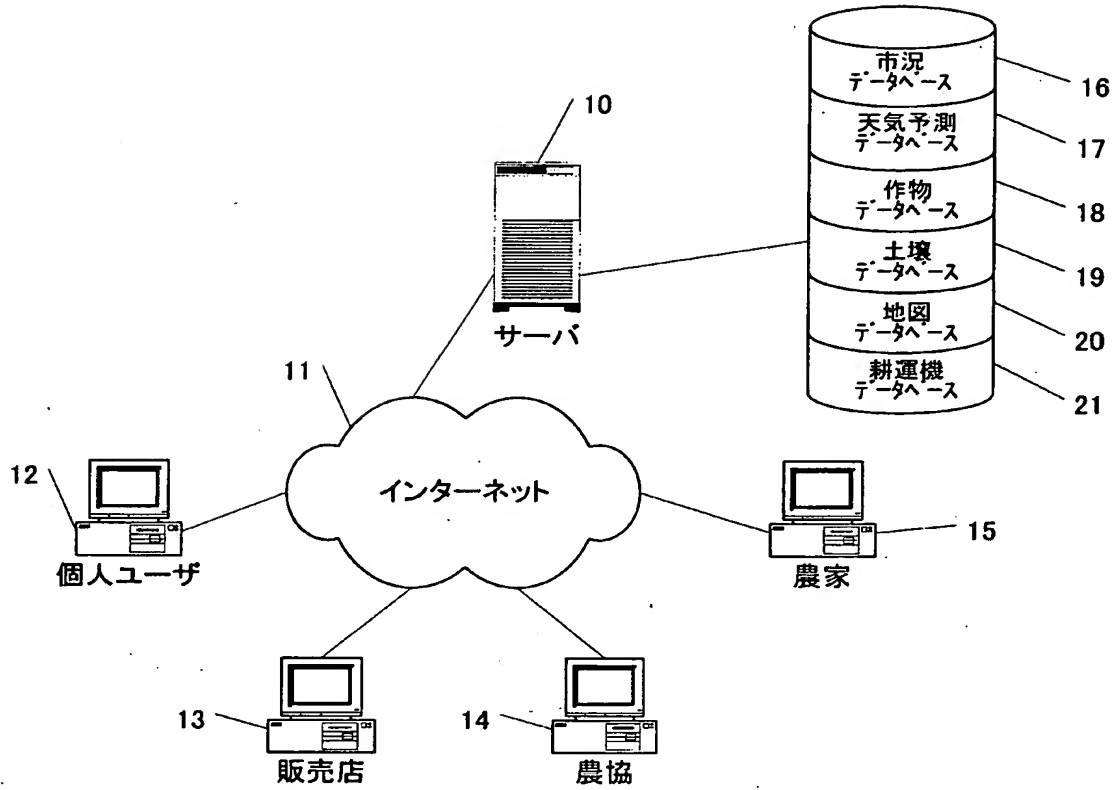 市況
データベース
16
天気予測
データベース
17
作物
データベース
18
土壌
データベース
19
地図
データベース
20
耕運機
データベース
21
10
サーバ
11
インターネット
12
個人ユーザ
15
農家
13
販売店
14
農協